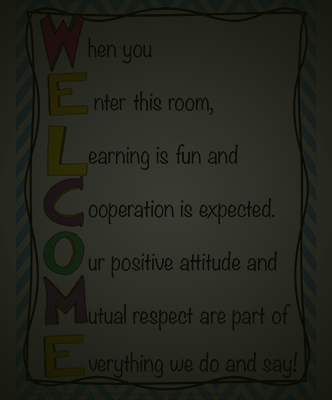 When you
Enter this room,
Learning is fun and
Cooperation is expected.
Our positive attitude and
Mutual respect are part of
Everything we do and say!